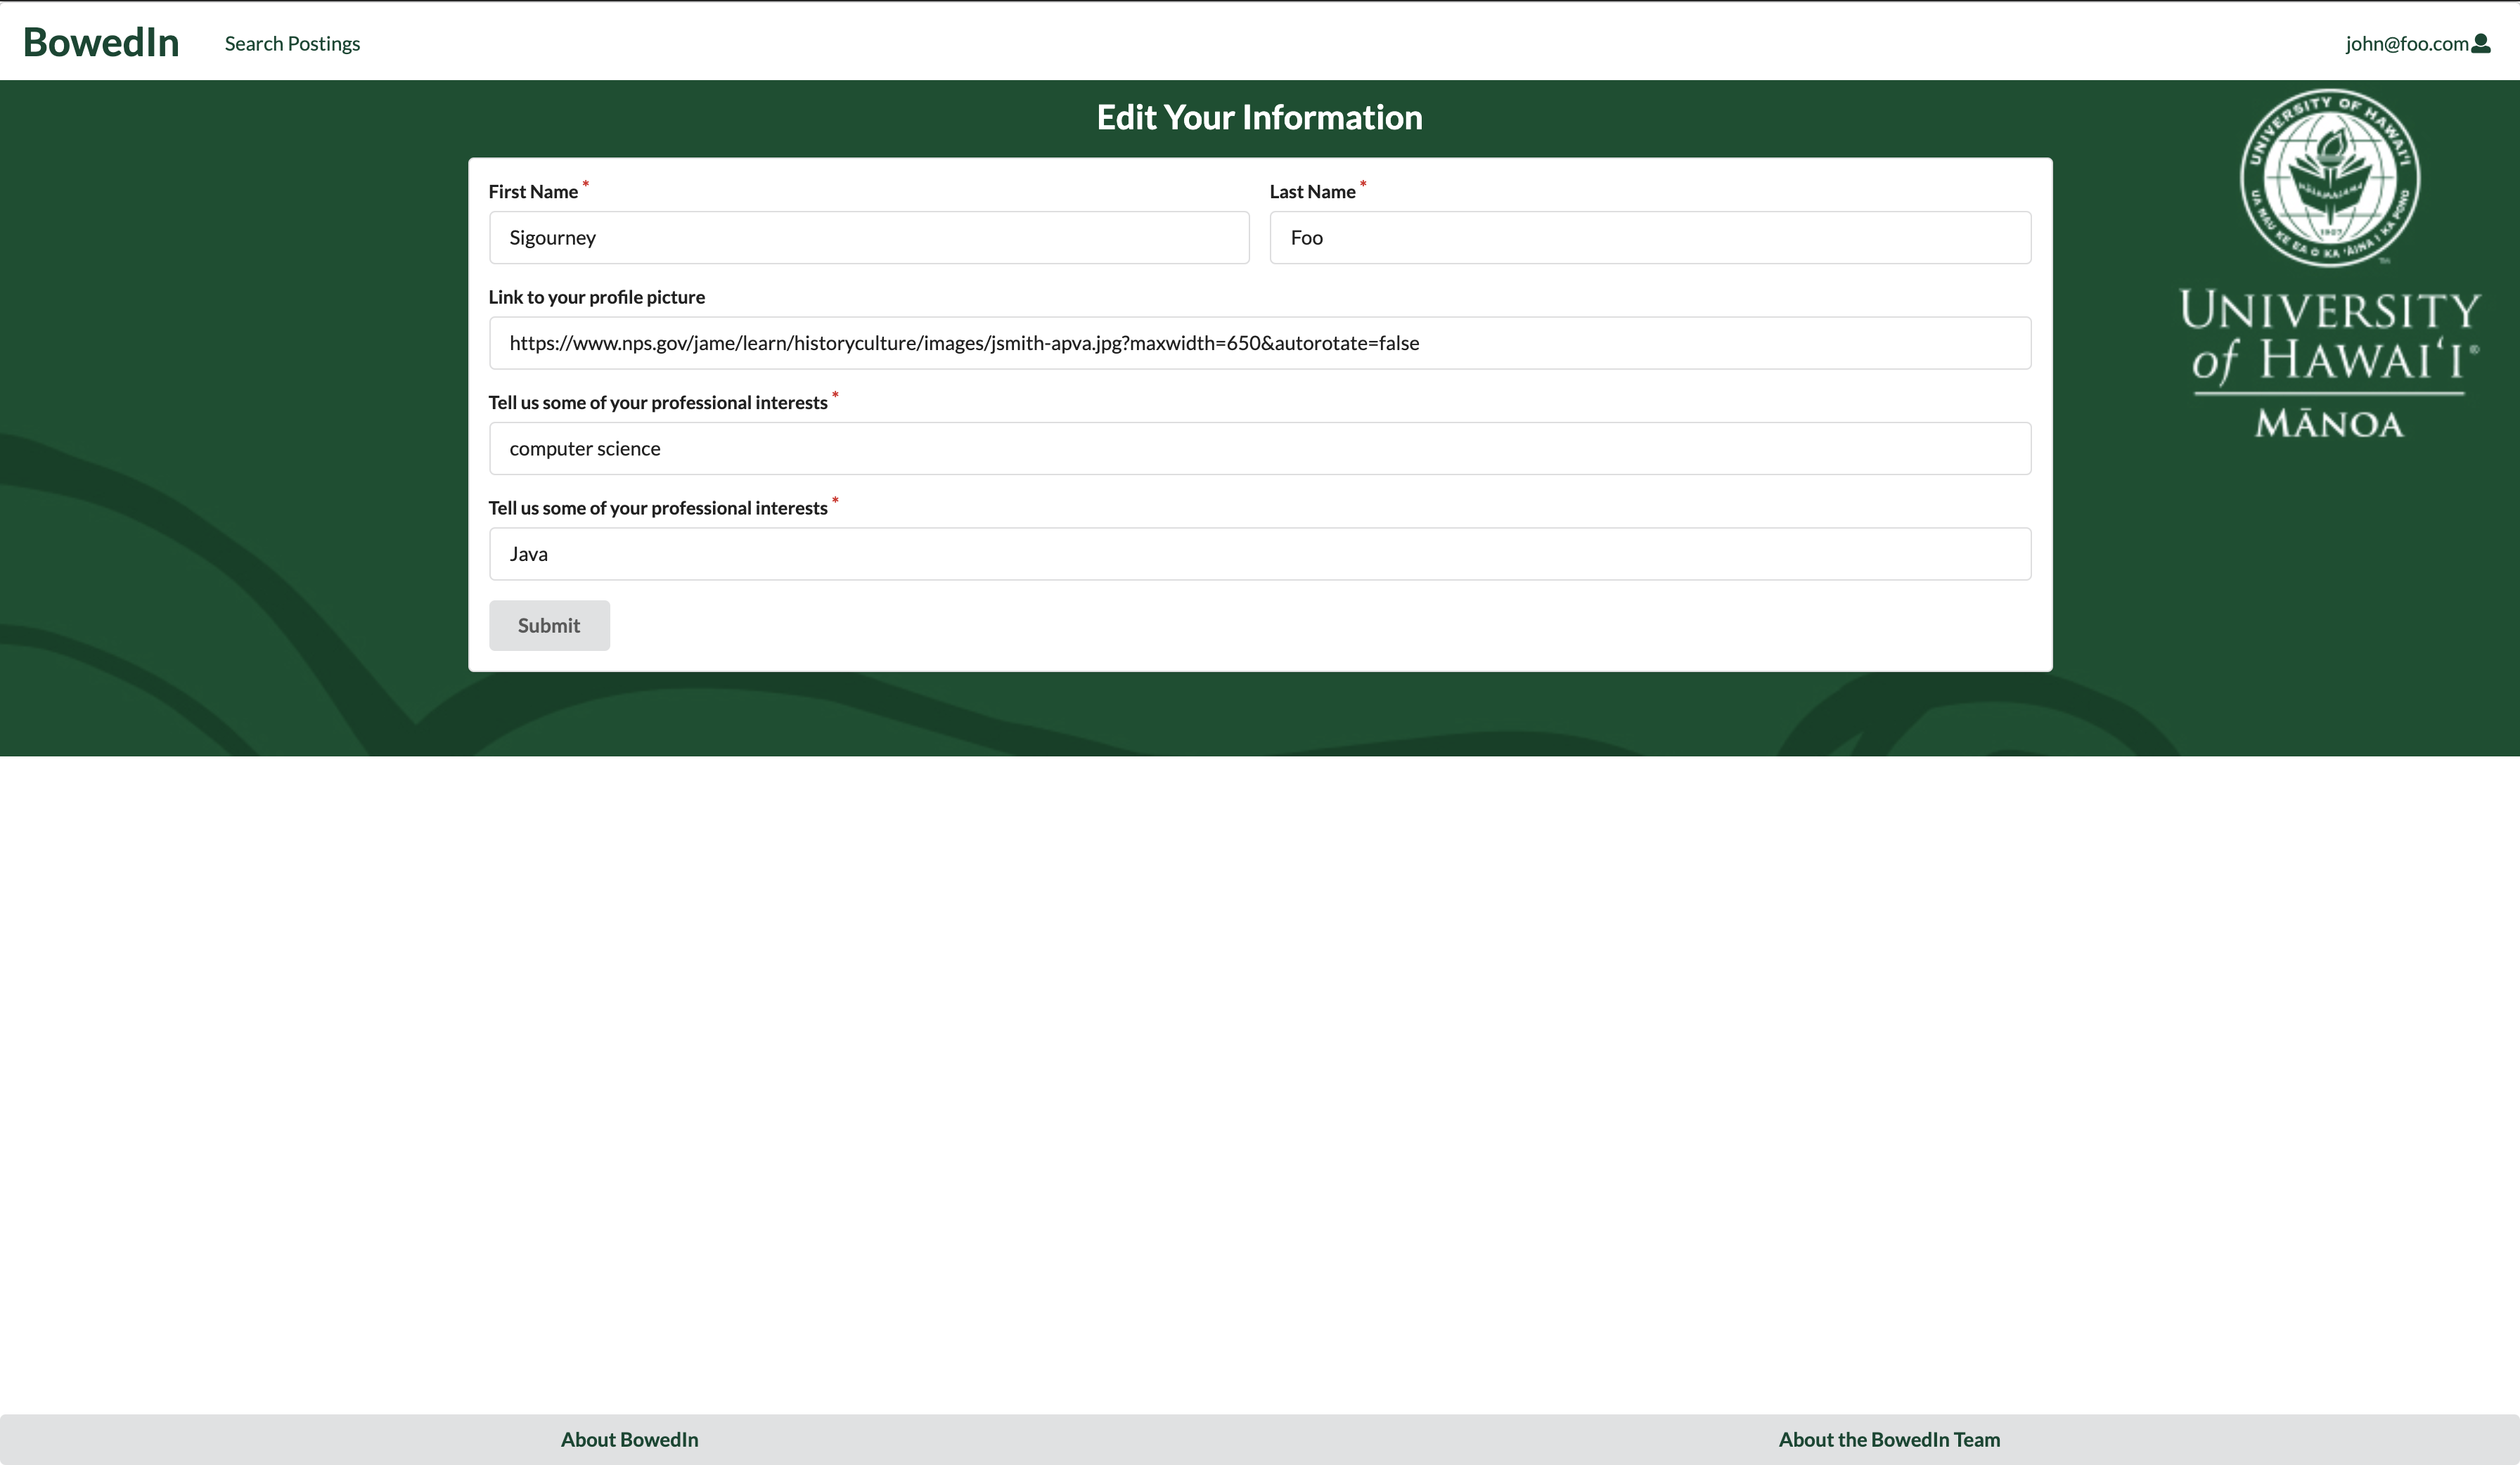 BowedIn
Search Postings
john@foo.com
Edit Your Information
First Name *
Last Name *
Sigourney
Foo
Link to your profile picture
https://www.nps.gov/jame/learn/historyculture/images/jsmith-apva.jpg?maxwidth=650&autorotate=false
Tell us some of your professional interests *
computer science
Tell us some of your professional interests *
Java
Submit
UNIVERSITY OF HAWAI'I
UA MAU KE EA O KA 'ĀINA I KA PONO
1907
TM
UNIVERSITY
of HAWAIʻI®
MĀNOA
About BowedIn
About the BowedIn Team